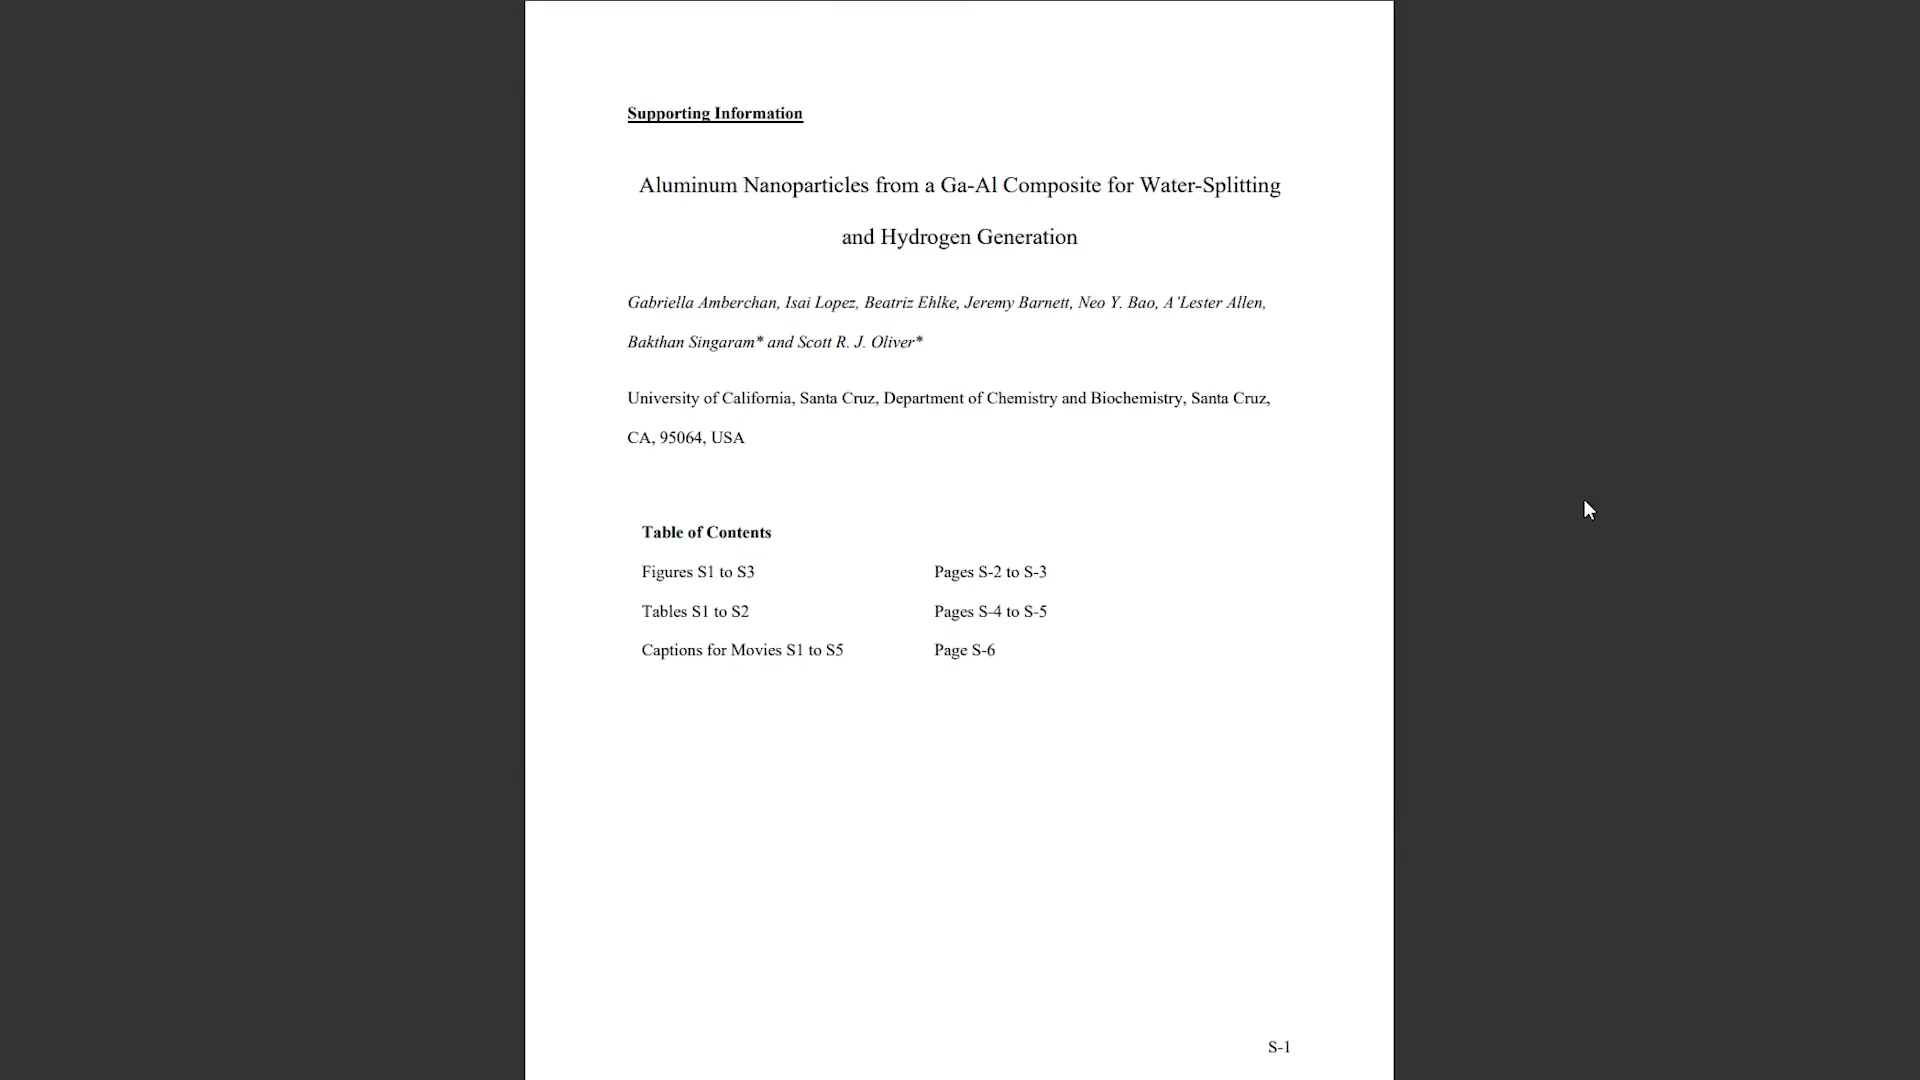 Supporting Information
Aluminum Nanoparticles from a Ga-Al Composite for Water-Splitting
and Hydrogen Generation
Gabriella Amberchan, Isai Lopez, Beatriz Ehlke, Jeremy Barnett, Neo Y. Bao, A’Lester Allen,
Bakthan Singaram* and Scott R. J. Oliver*
University of California, Santa Cruz, Department of Chemistry and Biochemistry, Santa Cruz,
CA, 95064, USA
Table of Contents
Figures S1 to S3 Pages S-2 to S-3
Tables S1 to S2 Pages S-4 to S-5
Captions for Movies S1 to S5 Page S-6
S-1